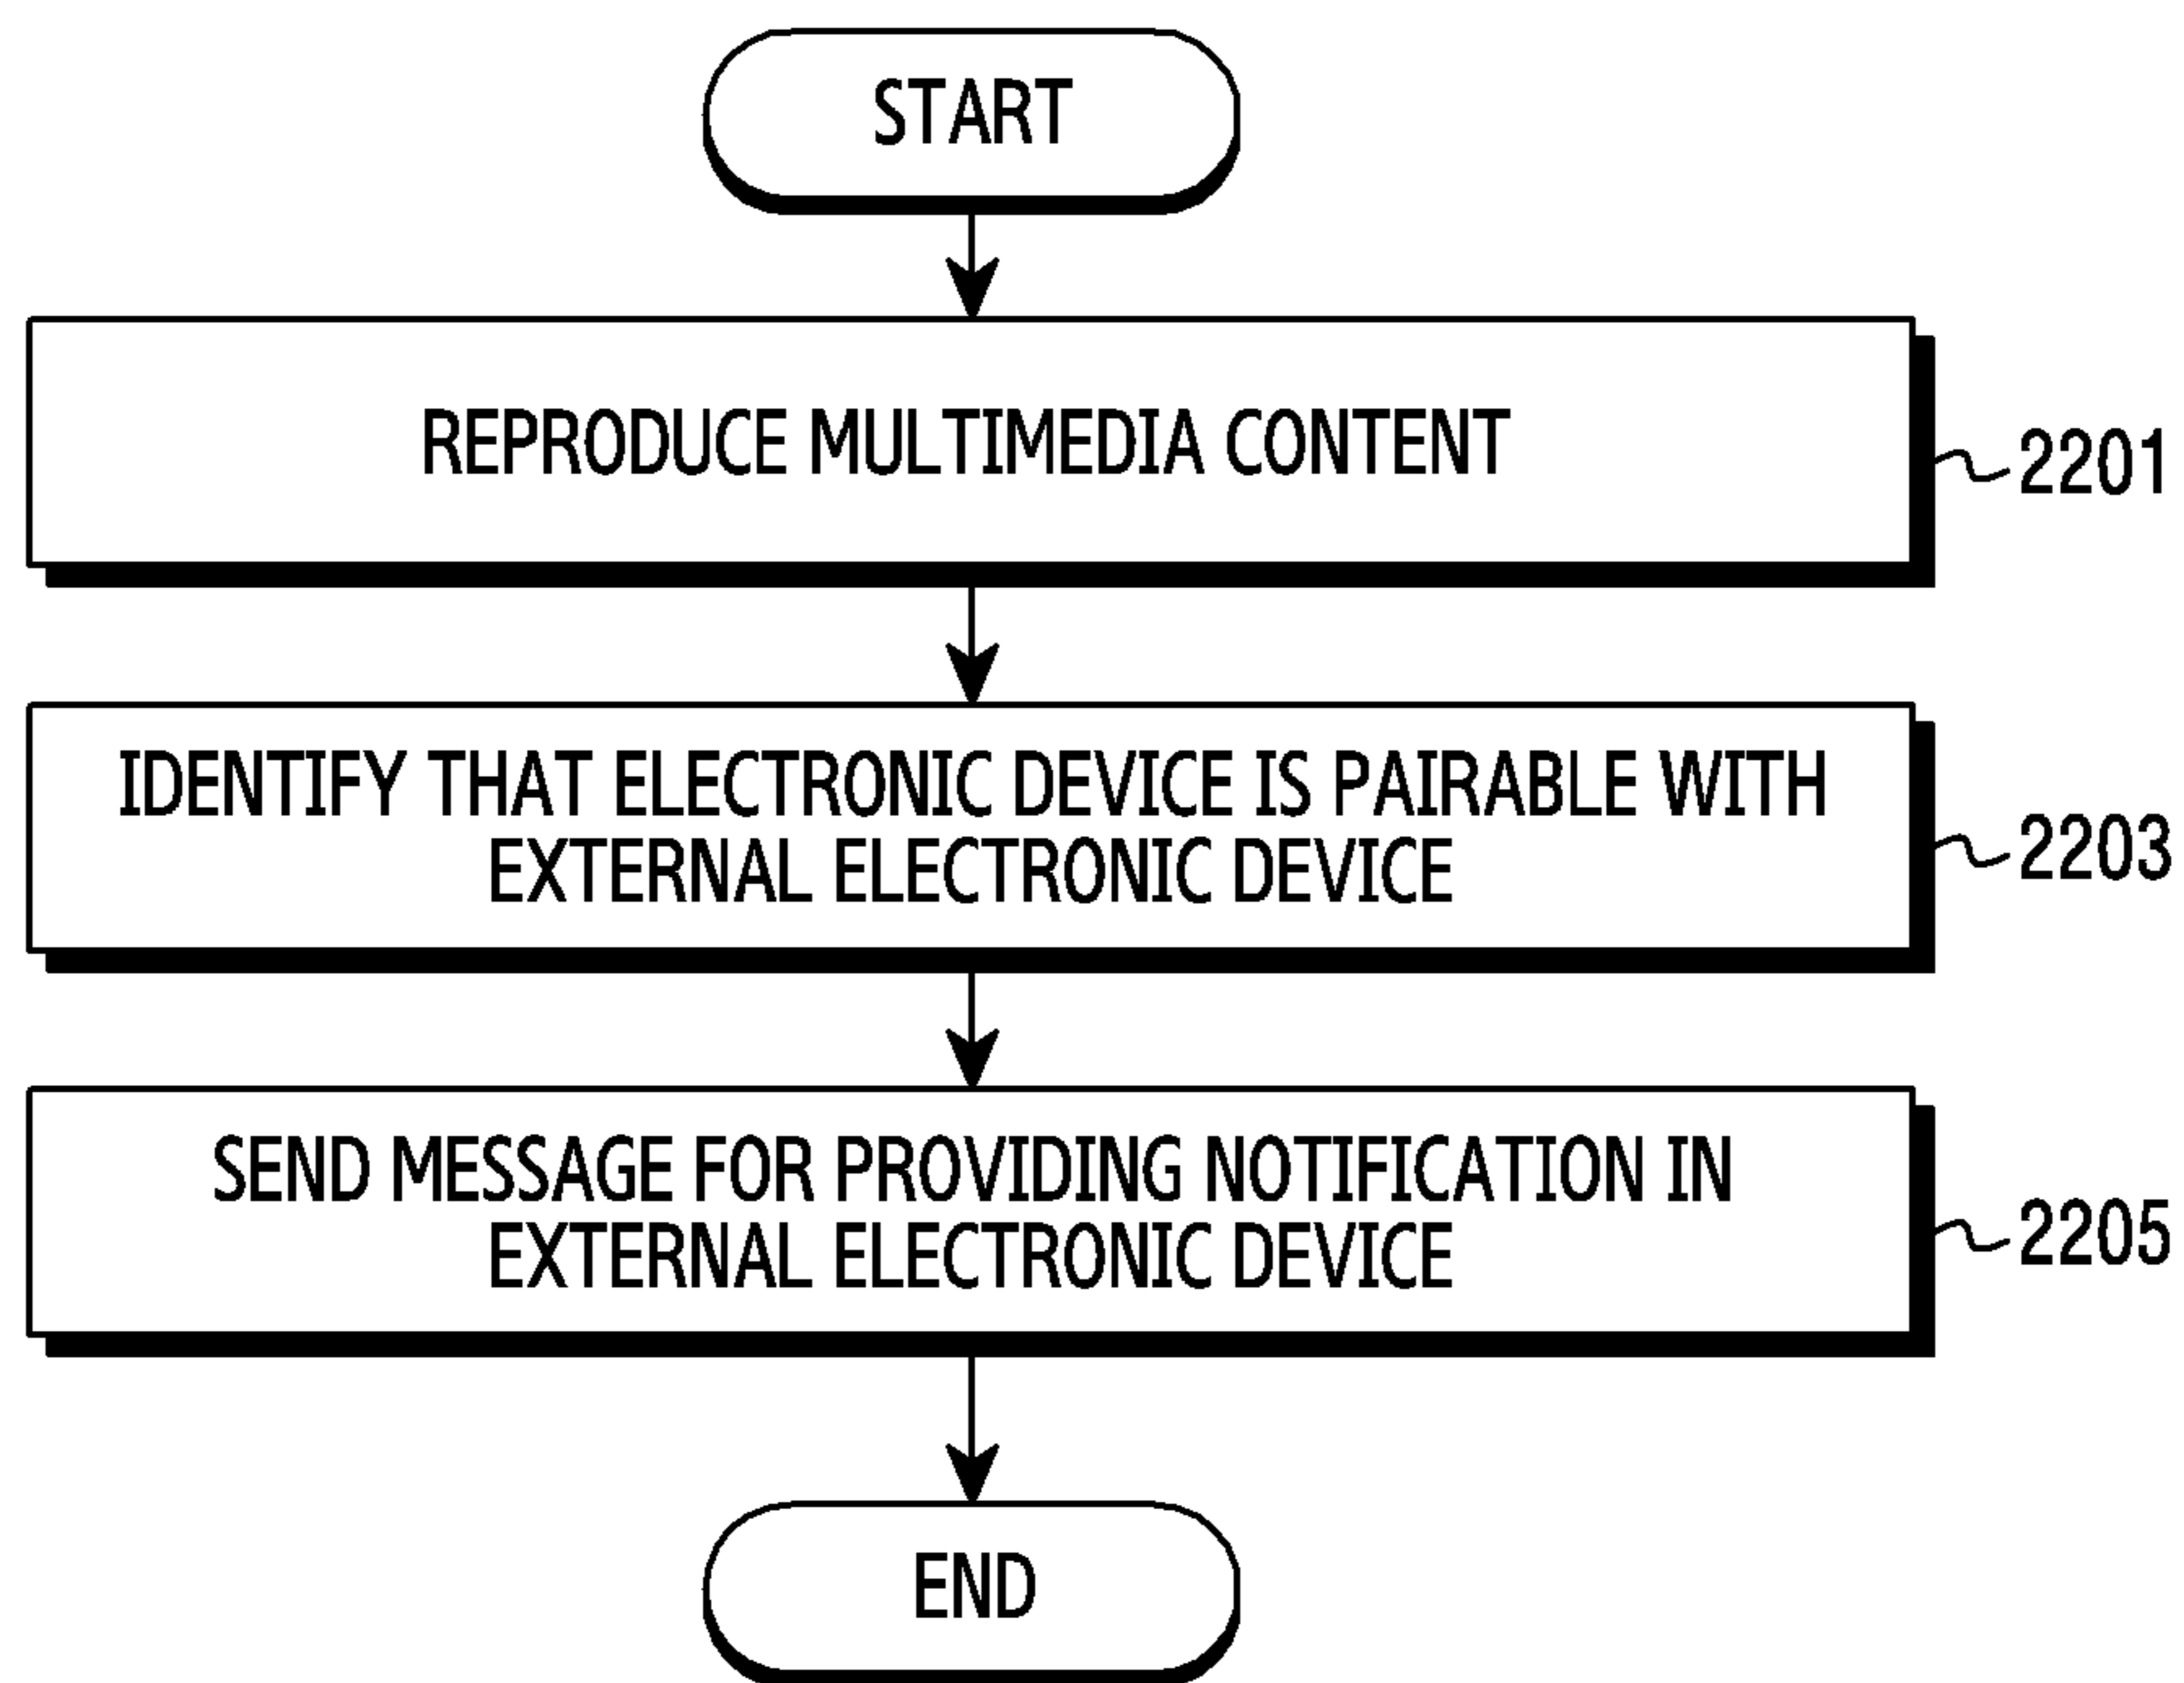 START
REPRODUCE MULTIMEDIA CONTENT
2201
IDENTIFY THAT ELECTRONIC DEVICE IS PAIRABLE WITH
EXTERNAL ELECTRONIC DEVICE
2203
SEND MESSAGE FOR PROVIDING NOTIFICATION IN
EXTERNAL ELECTRONIC DEVICE
2205
END